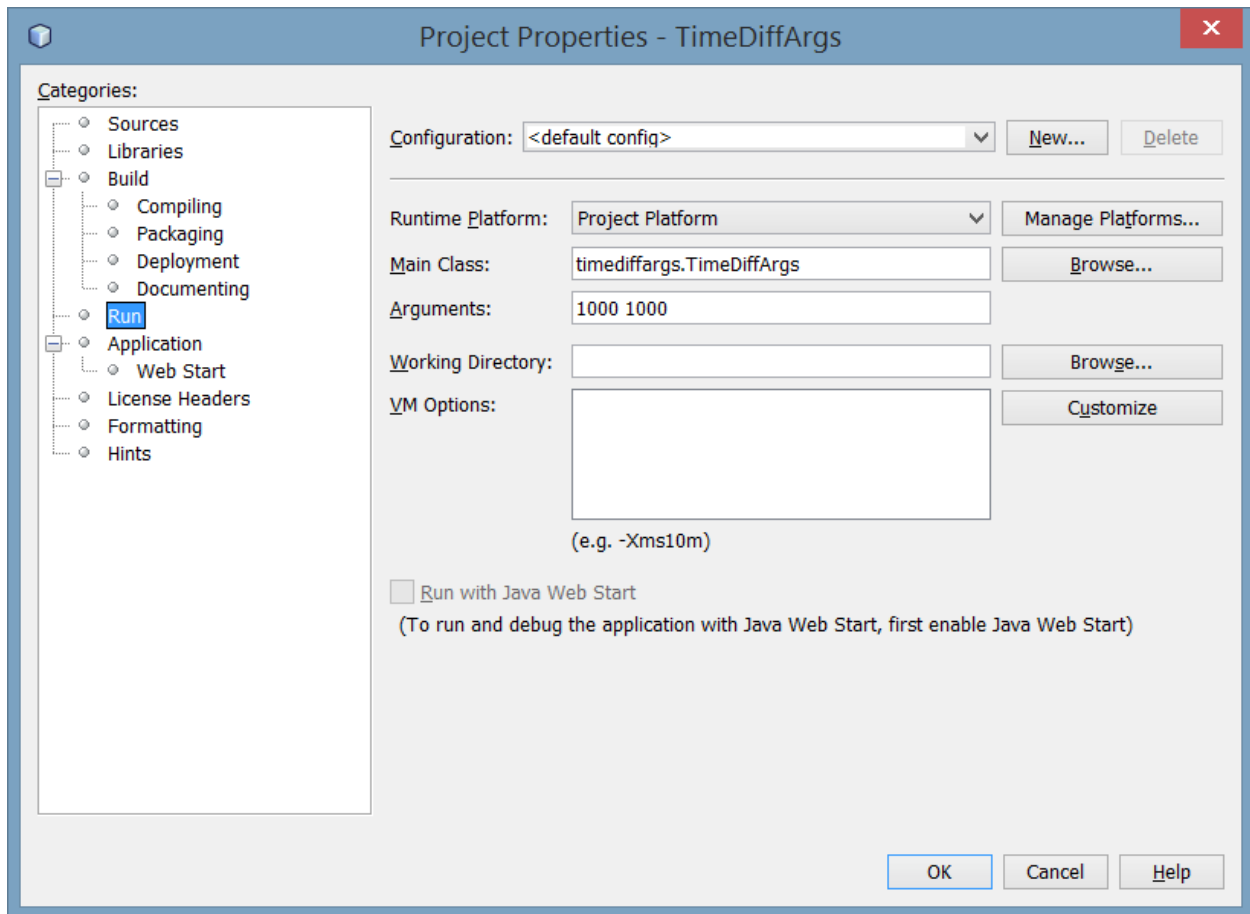 Project Properties - TimeDiffArgs
Categories:
Sources
Libraries
Build
Compiling
Packaging
Deployment
Documenting
Run
Application
Web Start
License Headers
Formatting
Hints
Configuration: <default config> New... Delete
Runtime Platform: Project Platform Manage Platforms...
Main Class: timediffargs.TimeDiffArgs Browse...
Arguments: 1000 1000
Working Directory: Browse...
VM Options: Customize
(e.g. -Xms10m)
Run with Java Web Start
(To run and debug the application with Java Web Start, first enable Java Web Start)
OK Cancel Help